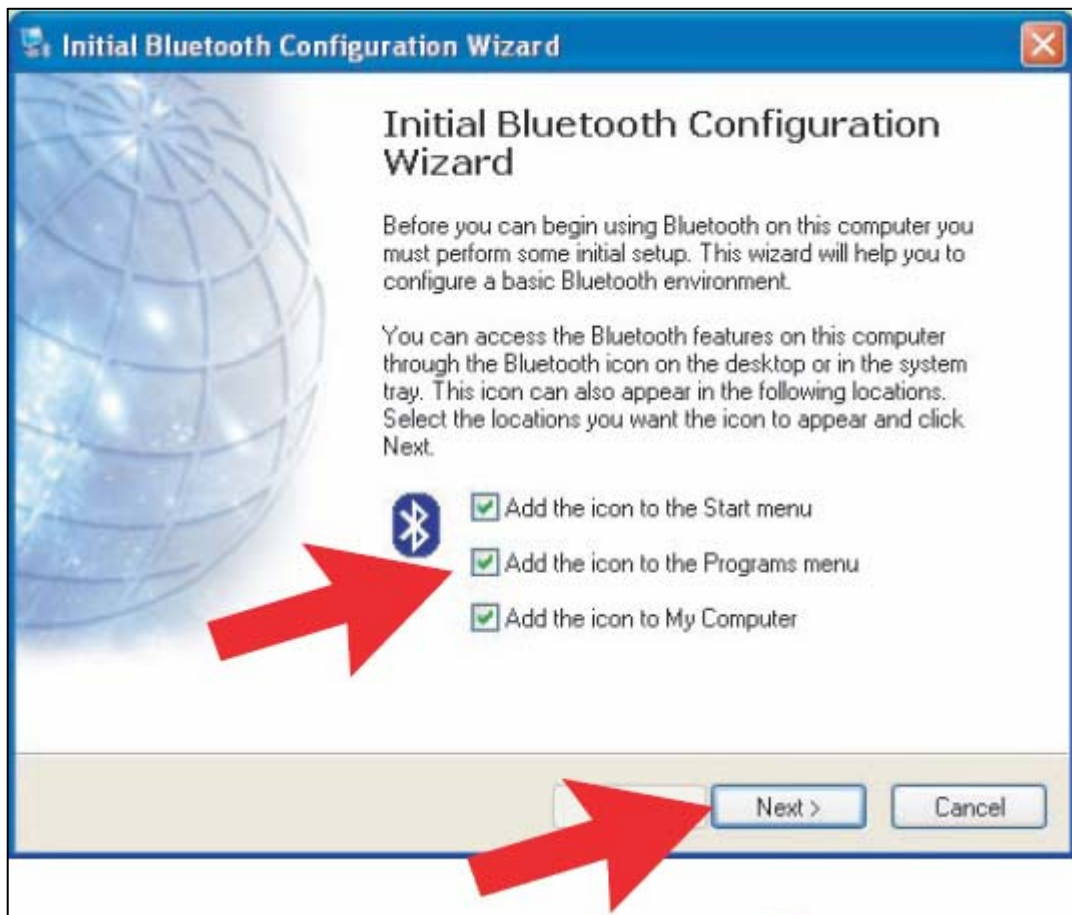 Initial Bluetooth Configuration Wizard
Initial Bluetooth Configuration
Wizard
Before you can begin using Bluetooth on this computer you
must perform some initial setup. This wizard will help you to
configure a basic Bluetooth environment.
You can access the Bluetooth features on this computer
through the Bluetooth icon on the desktop or in the system
tray. This icon can also appear in the following locations.
Select the locations you want the icon to appear and click
Next.
Add the icon to the Start menu
Add the icon to the Programs menu
Add the icon to My Computer
Next >
Cancel